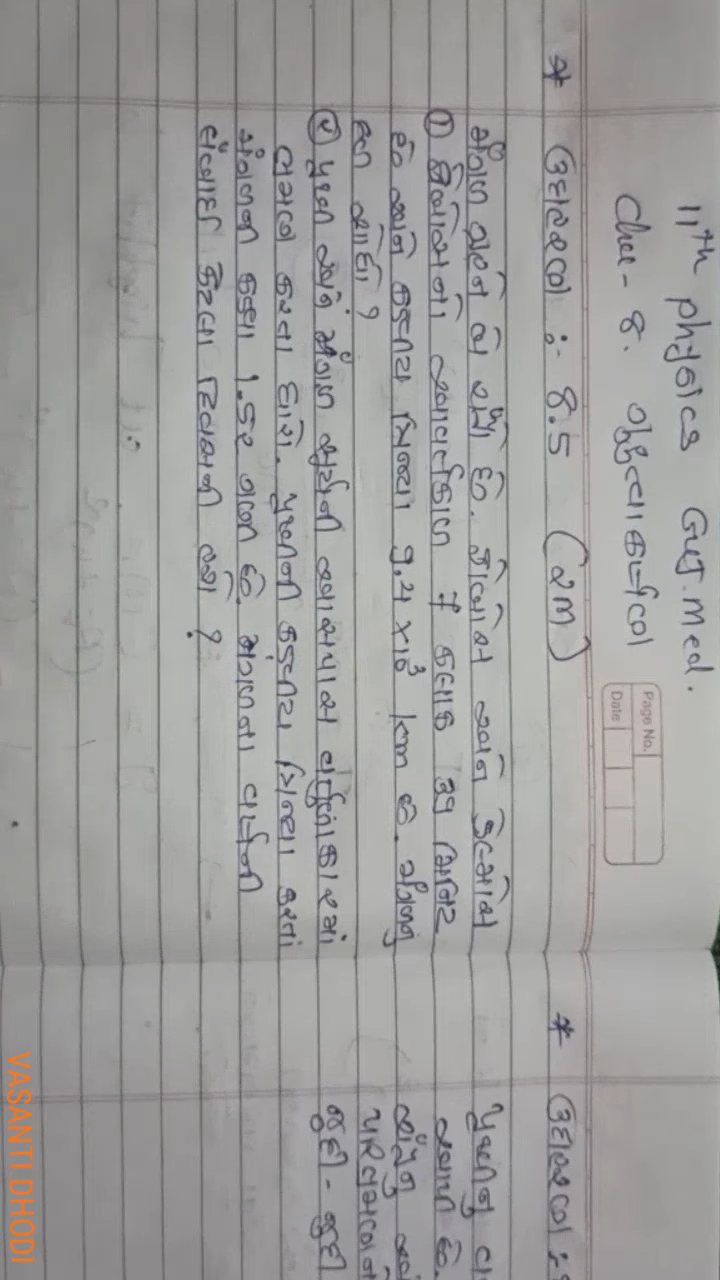 11th physics Guj. med.
Cha - 8. ગુરુત્વાકર્ષણ
Page No.
Date
* ઉદાહરણ :- 8.5 (2M)
મંગળ ગ્રહને બે ચંદ્રો છે. ફોબોસ અને ડેલ્મોસ
① ફોબોસનો આવર્તકાળ 7 કલાક 39 મિનિટ
છે અને કક્ષીય ત્રિજ્યા 9.4 × 10³ km છે. મંગળનું
દળ શોધો ?
② પૃથ્વી અને મંગળ સૂર્યની આસપાસ વર્તુળાકારમાં
ભ્રમણ કરતા ધારો. પૃથ્વીની કક્ષીય ત્રિજ્યા કરતાં
મંગળની કક્ષા 1.52 ગણી છે. મંગળના વર્ષની
લંબાઈ કેટલા દિવસની હશે ?
* ઉદાહરણ :-
પૃથ્વીનું
આપેલ છે.
જુદી - જુદી
VASANTI DHODI